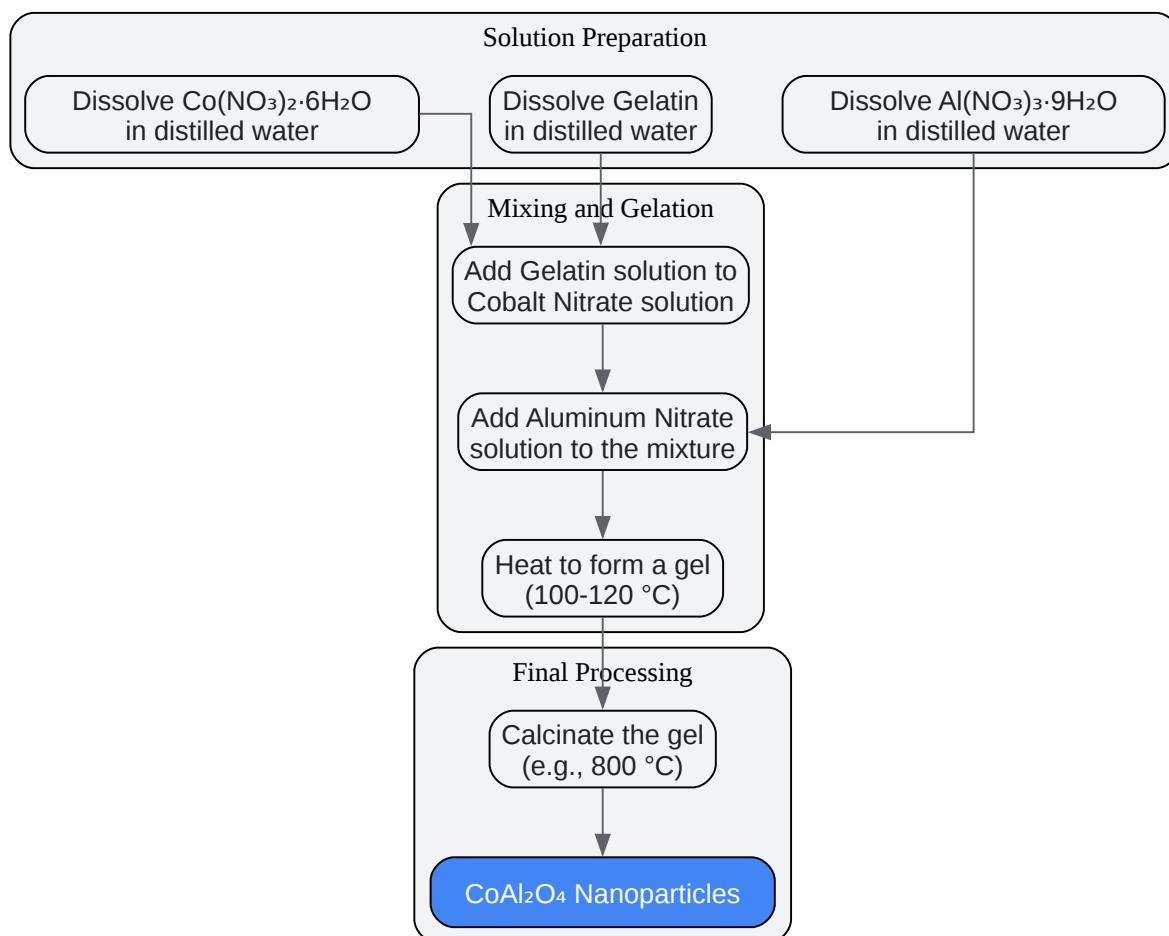 Solution Preparation
Dissolve Co(NO₃)₂·6H₂O
in distilled water
Dissolve Gelatin
in distilled water
Dissolve Al(NO₃)₃·9H₂O
in distilled water
Mixing and Gelation
Add Gelatin solution to
Cobalt Nitrate solution
Add Aluminum Nitrate
solution to the mixture
Heat to form a gel
(100-120 °C)
Final Processing
Calcinate the gel
(e.g., 800 °C)
CoAl₂O₄ Nanoparticles